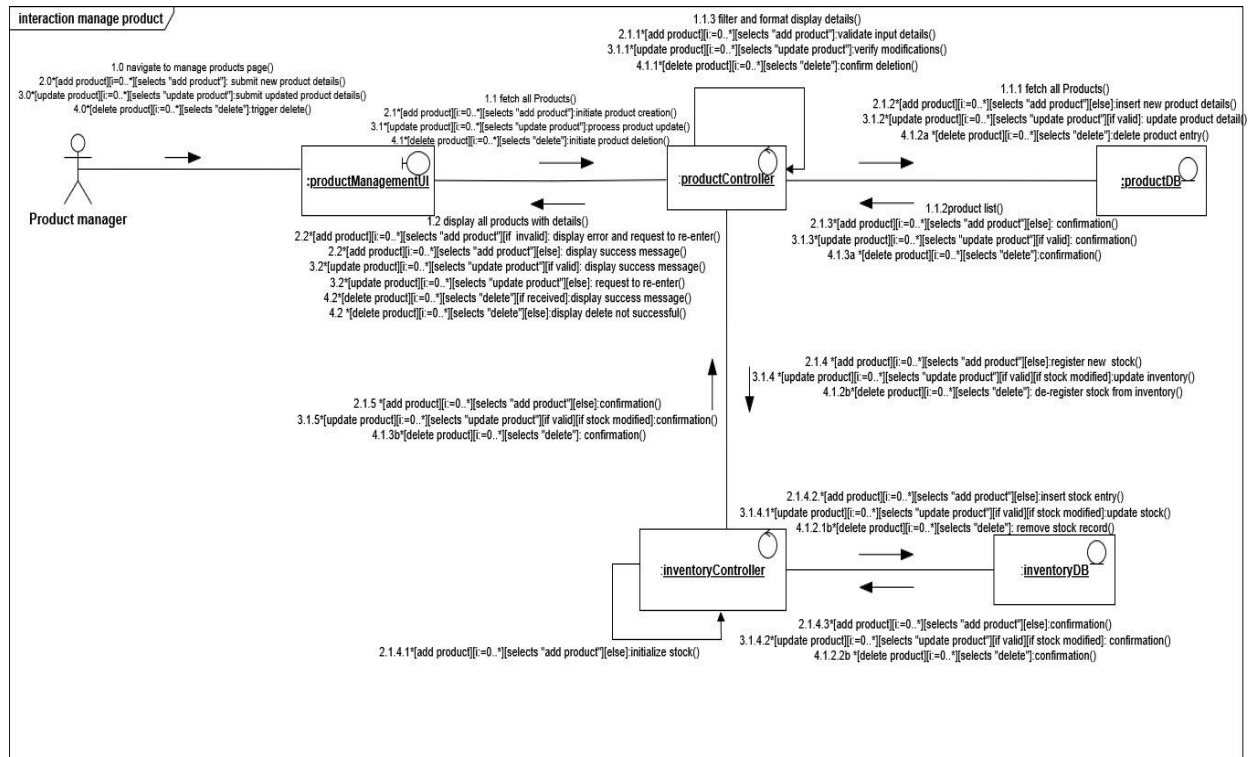 interaction manage product
1.1.3 filter and format display details()
2.1.1*[add product][i:=0..*][selects "add product"]:validate input details()
3.1.1*[update product][i:=0..*][selects "update product"]:verify modifications()
4.1.1*[delete product][i:=0..*][selects "delete"]:confirm deletion()
1.0 navigate to manage products page()
2.0*[add product][i=0..*][selects "add product"]: submit new product details()
3.0*[update product][i:=0..*][selects "update product"]:submit updated product details()
4.0*[delete product][i:=0..*][selects "delete"]:trigger delete()
1.1 fetch all Products()
2.1*[add product][i:=0..*][selects "add product"]:initiate product creation()
3.1*[update product][i:=0..*][selects "update product"]:process product update()
4.1*[delete product][i:=0..*][selects "delete"]:initiate product deletion()
1.1.1 fetch all Products()
2.1.2*[add product][i:=0..*][selects "add product"][else]:insert new product details()
3.1.2*[update product][i:=0..*][selects "update product"][if valid]: update product detail()
4.1.2a *[delete product][i:=0..*][selects "delete"]:delete product entry()
Product manager
:productManagementUI
:productController
:productDB
1.2 display all products with details()
2.2*[add product][i:=0..*][selects "add product"][if invalid]: display error and request to re-enter()
2.2*[add product][i:=0..*][selects "add product"][else]: display success message()
3.2*[update product][i:=0..*][selects "update product"][if valid]: display success message()
3.2*[update product][i:=0..*][selects "update product"][else]: request to re-enter()
4.2*[delete product][i:=0..*][selects "delete"][if received]:display success message()
4.2 *[delete product][i:=0..*][selects "delete"][else]:display delete not successful()
1.1.2product list()
2.1.3*[add product][i:=0..*][selects "add product"][else]: confirmation()
3.1.3*[update product][i:=0..*][selects "update product"][if valid]: confirmation()
4.1.3a *[delete product][i:=0..*][selects "delete"]:confirmation()
2.1.4 *[add product][i:=0..*][selects "add product"][else]:register new stock()
3.1.4 *[update product][i:=0..*][selects "update product"][if valid][if stock modified]:update inventory()
4.1.2b*[delete product][i:=0..*][selects "delete"]: de-register stock from inventory()
2.1.5 *[add product][i:=0..*][selects "add product"][else]:confirmation()
3.1.5*[update product][i:=0..*][selects "update product"][if valid][if stock modified]:confirmation()
4.1.3b*[delete product][i:=0..*][selects "delete"]: confirmation()
2.1.4.2.*[add product][i:=0..*][selects "add product"][else]:insert stock entry()
3.1.4.1*[update product][i:=0..*][selects "update product"][if valid][if stock modified]:update stock()
4.1.2.1b*[delete product][i:=0..*][selects "delete"]: remove stock record()
:inventoryController
:inventoryDB
2.1.4.3*[add product][i:=0..*][selects "add product"][else]:confirmation()
3.1.4.2*[update product][i:=0..*][selects "update product"][if valid][if stock modified]: confirmation()
4.1.2.2b *[delete product][i:=0..*][selects "delete"]:confirmation()
2.1.4.1*[add product][i:=0..*][selects "add product"][else]:initialize stock()